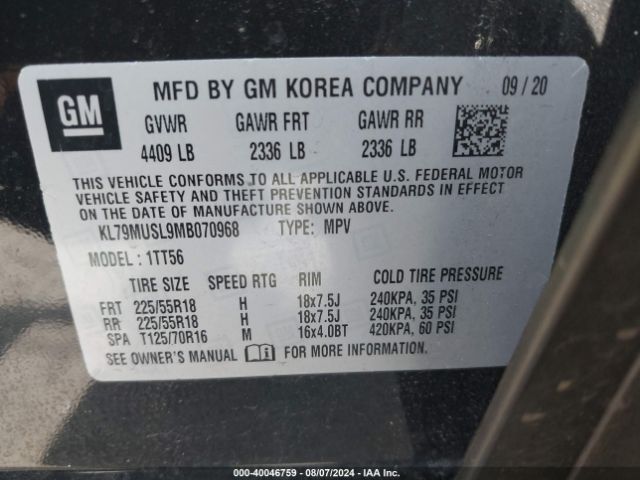 GM
MFD BY GM KOREA COMPANY 09 / 20
GVWR GAWR FRT GAWR RR
4409 LB 2336 LB 2336 LB
THIS VEHICLE CONFORMS TO ALL APPLICABLE U.S. FEDERAL MOTOR
VEHICLE SAFETY AND THEFT PREVENTION STANDARDS IN EFFECT
ON THE DATE OF MANUFACTURE SHOWN ABOVE.
KL79MUSL9MB070968 TYPE: MPV
MODEL : 1TT56
TIRE SIZE SPEED RTG RIM COLD TIRE PRESSURE
FRT 225/55R18 H 18x7.5J 240KPA, 35 PSI
RR 225/55R18 H 18x7.5J 240KPA, 35 PSI
SPA T125/70R16 M 16x4.0BT 420KPA, 60 PSI
SEE OWNER'S MANUAL FOR MORE INFORMATION.
000-40046759 - 08/07/2024 - IAA Inc.